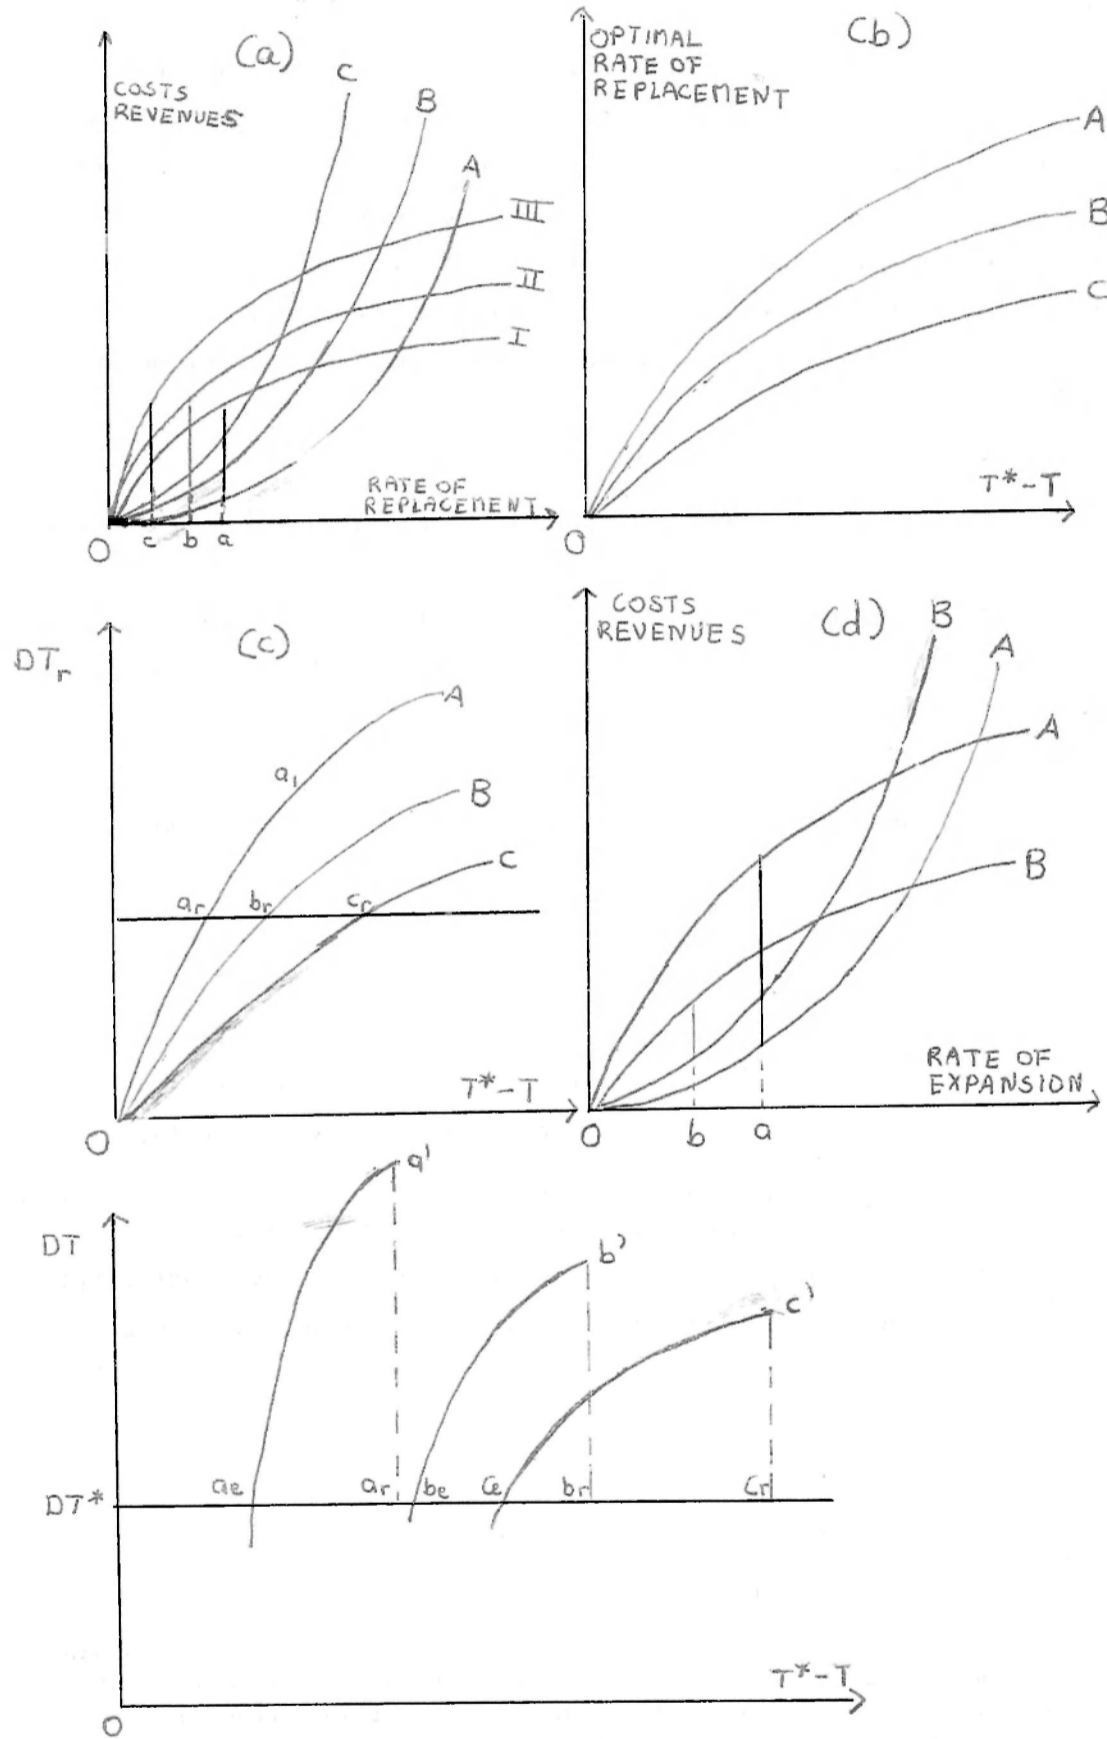 (a)
COSTS
REVENUES
C
B
A
III
II
I
RATE OF
REPLACEMENT
O
c
b
a
(b)
OPTIMAL
RATE OF
REPLACEMENT
A
B
C
T*-T
O
(c)
DTr
A
a1
B
C
ar
br
cr
T*-T
O
(d)
COSTS
REVENUES
B
A
A
B
RATE OF
EXPANSION
O
b
a
DT
a'
b'
c'
DT*
ae
ar
be
ce
br
cr
T*-T
O